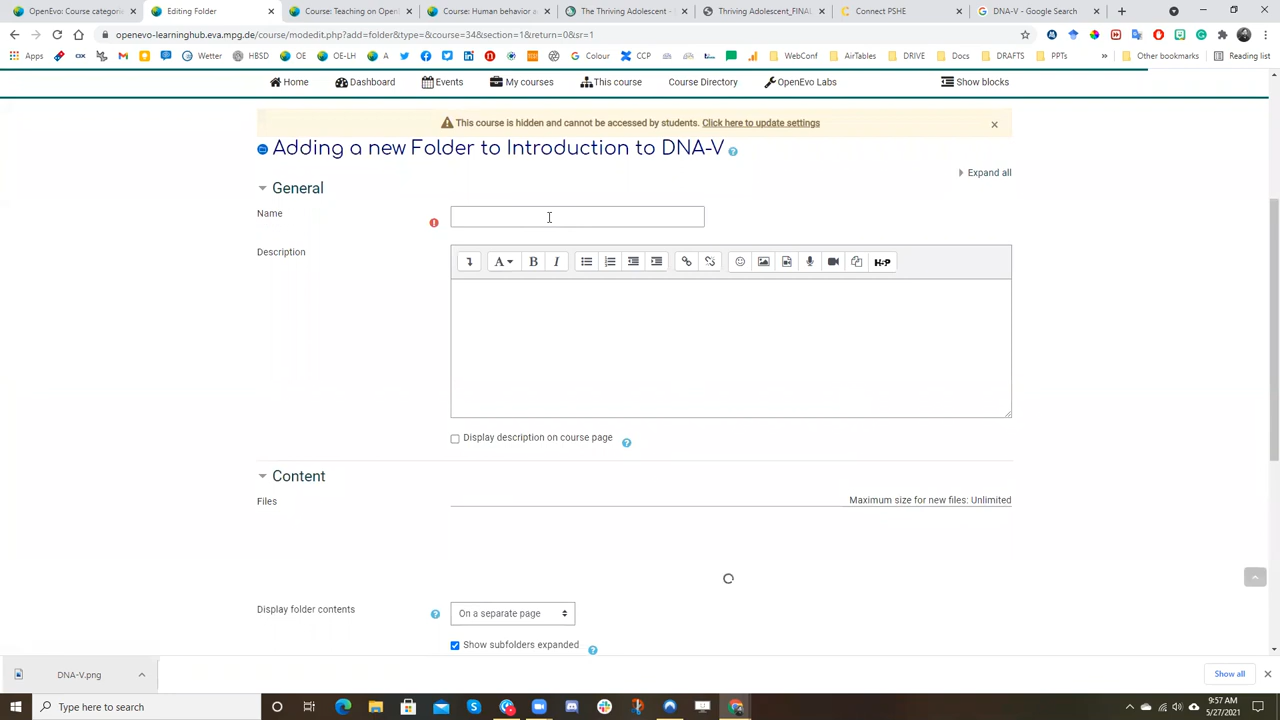 OpenEvo: Course categorie
Editing Folder
Course: Teaching on OpenE
Course: Human behavior a
The Thriving Adolescent –
Thriving Adolescent_FINAL
Connect PSHE
DNA-V - Google Search
openevo-learninghub.eva.mpg.de/course/modedit.php?add=folder&type=&course=34&section=1&return=0&sr=1
Apps Wetter HBSD OE OE-LH A Colour CCP WebConf AirTables DRIVE Docs DRAFTS PPTs » Other bookmarks Reading list
Home Dashboard Events My courses This course Course Directory OpenEvo Labs Show blocks
This course is hidden and cannot be accessed by students. Click here to update settings ×
Adding a new Folder to Introduction to DNA-V
Expand all
General
Name
Description
A B I H-P
Display description on course page
Content
Files Maximum size for new files: Unlimited
Display folder contents On a separate page
Show subfolders expanded
DNA-V.png Show all
Type here to search
9:57 AM
5/27/2021